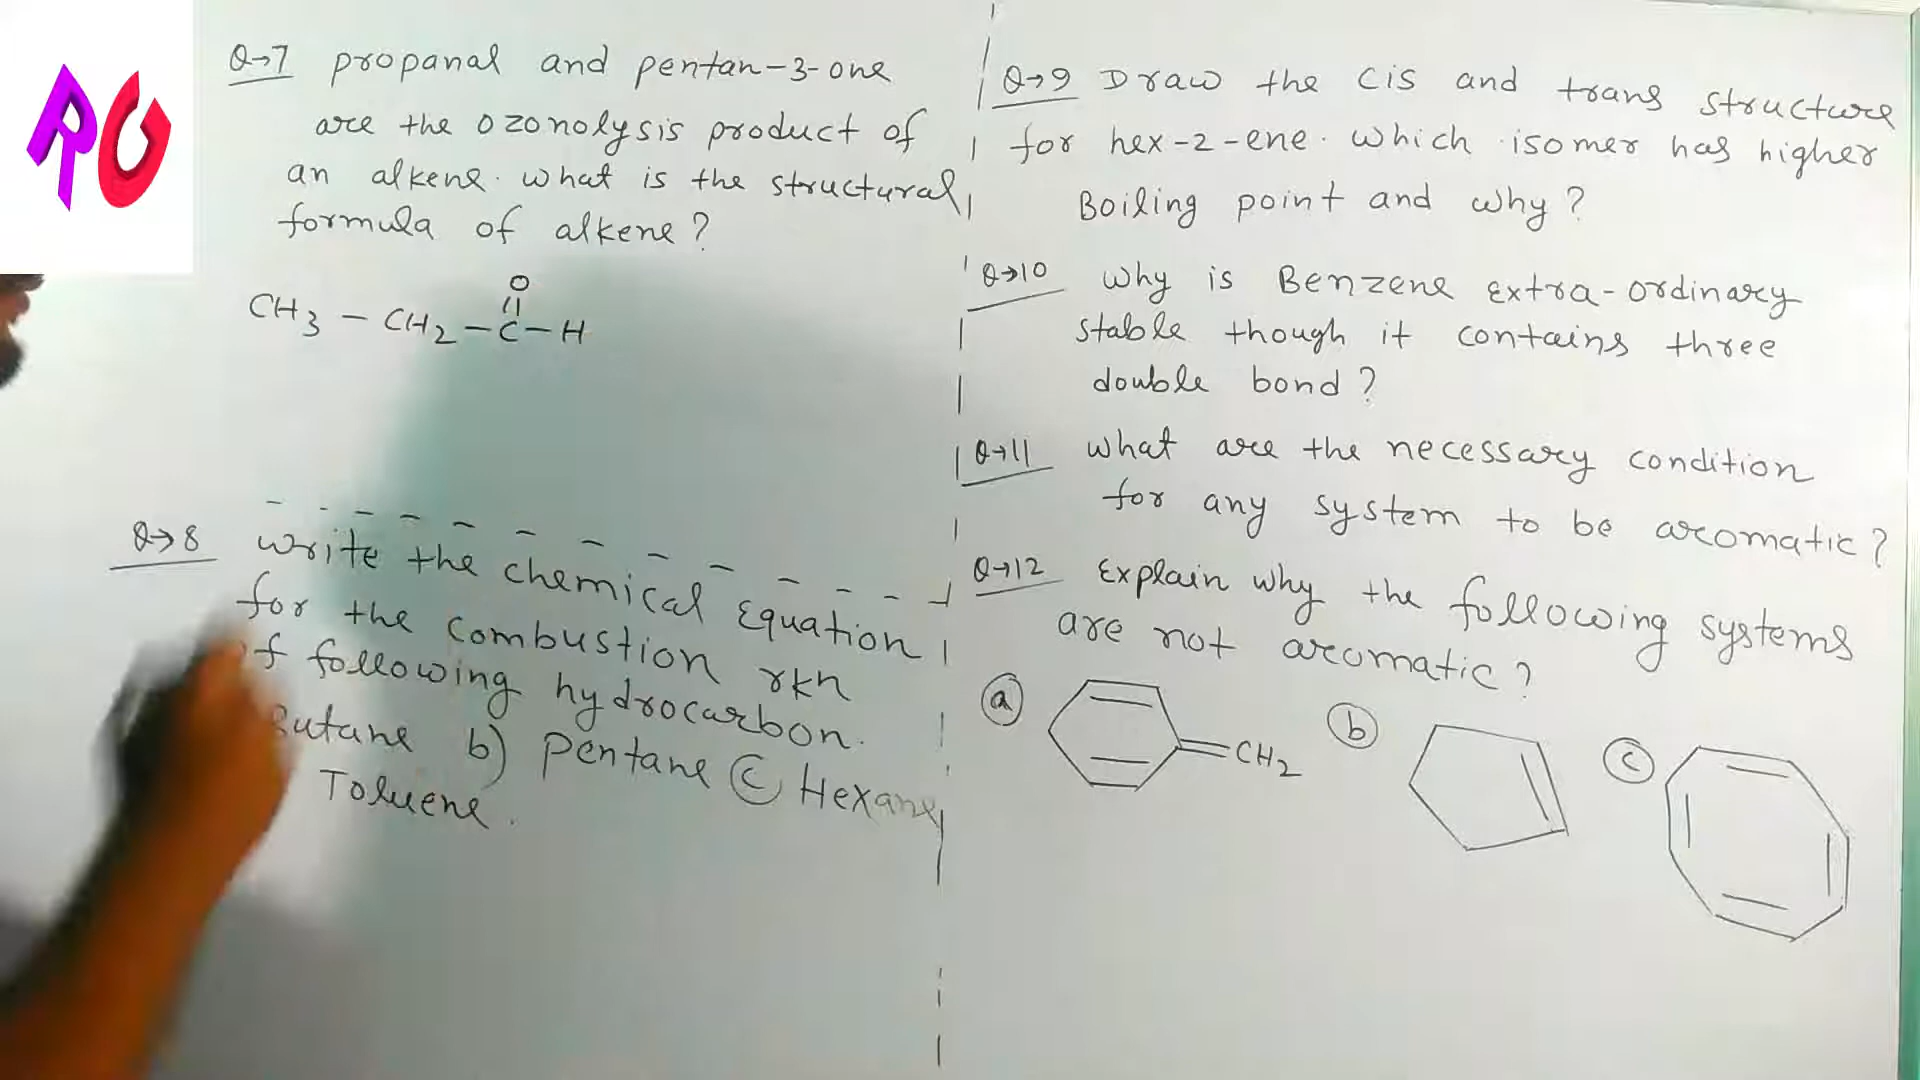 RG
Q→7 propanal and pentan-3-one
are the ozonolysis product of
an alkene. what is the structural
formula of alkene?
O
CH3 - CH2 - C - H
Q→8 write the chemical Equation
for the combustion rkn
of following hydrocarbon.
Butane b) pentane c Hexane
Toluene.
Q→9 Draw the cis and trans structure
for hex-2-ene. which isomer has higher
Boiling point and why?
Q→10 why is Benzene extra-ordinary
stable though it contains three
double bond?
Q→11 what are the necessary condition
for any system to be aromatic?
Q→12 Explain why the following systems
are not aromatic?
a =CH2 b c